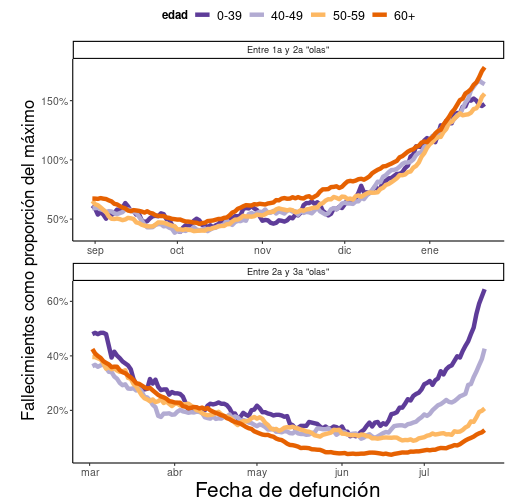 edad 0-39 40-49 50-59 60+
Entre 1a y 2a "olas"
150%
100%
50%
sep oct nov dic ene
Entre 2a y 3a "olas"
60%
40%
20%
mar abr may jun jul
Fallecimientos como proporción del máximo
Fecha de defunción